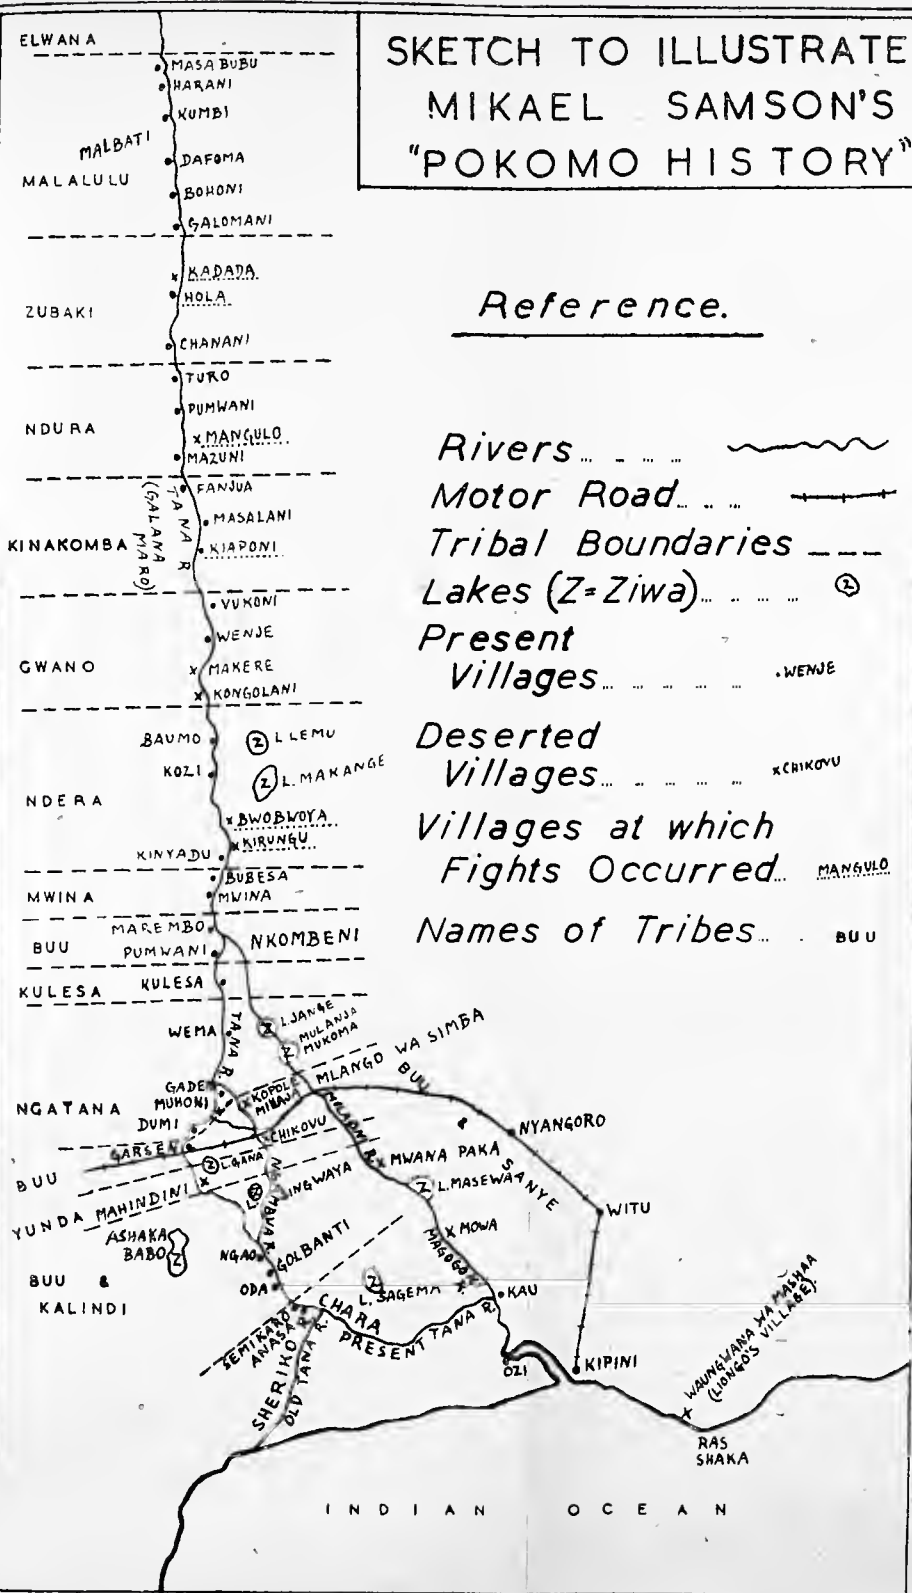 SKETCH TO ILLUSTRATE
MIKAEL SAMSON'S
"POKOMO HISTORY"
Reference.
Rivers
Motor Road
Tribal Boundaries
Lakes (Z=Ziwa)
Z
Present
Villages
WENJE
Deserted
Villages
CHIKOVU
Villages at which
Fights Occurred
MANGULO
Names of Tribes
BUU
ELWANA
MASABUBU
HARANI
KUMBI
MALBATI
DAFOMA
MALALULU
BOHONI
GALOMANI
KADADA
HOLA
ZUBAKI
CHANANI
TURO
PUMWANI
NDURA
MANGULO
MAZUNI
FANJUA
TANA R
(GALANA
MARO)
MASALANI
KINAKOMBA
KIAPONI
VUKONI
WENJE
GWANO
MAKERE
KONGOLANI
BAUMO
Z L LEMU
KOZI
Z L. MAKANGE
NDERA
BWOBWOYA
KIRUNGU
KINYADU
BUBESA
MWINA
MWINA
MAREMBO
NKOMBENI
BUU
PUMWANI
KULESA
KULESA
WEMA
TANA R.
Z L. JANGE
Z MULANJA
MUKOMA
MLANGO WA SIMBA
BUU
GADE
MUHONI
KOPOLE
MINAJA
NGATANA
DUMI
CHIKOVU
NYANGORO
GARSEN
Z L. GANA
MWANA PAKA
BUU
INGWAYA
Z L. MASEWA
SANYE
YUNDA
MAHINDINI
WITU
ASHAKA
BABO
Z
NGAO
GOLBANTI
MOWA
MAGOGONI R.
BUU &
KALINDI
ODA
Z
L. SAGEMA
KAU
CHARA
PRESENT TANA R.
SEMIKARO
ANASA
SHERIKO R.
OLD TANA R.
OZI
KIPINI
WAUNGWANA WA MASHAA
(LIONGO'S VILLAGE).
RAS
SHAKA
INDIAN OCEAN